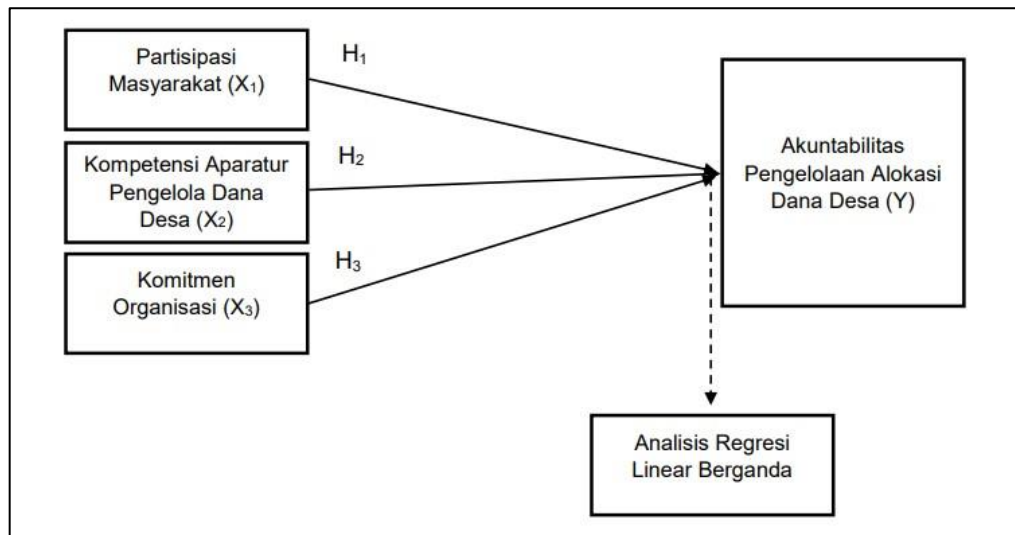 Partisipasi
Masyarakat (X₁)
H₁
Kompetensi Aparatur
Pengelola Dana
Desa (X₂)
H₂
Komitmen
Organisasi (X₃)
H₃
Akuntabilitas
Pengelolaan Alokasi
Dana Desa (Y)
Analisis Regresi
Linear Berganda